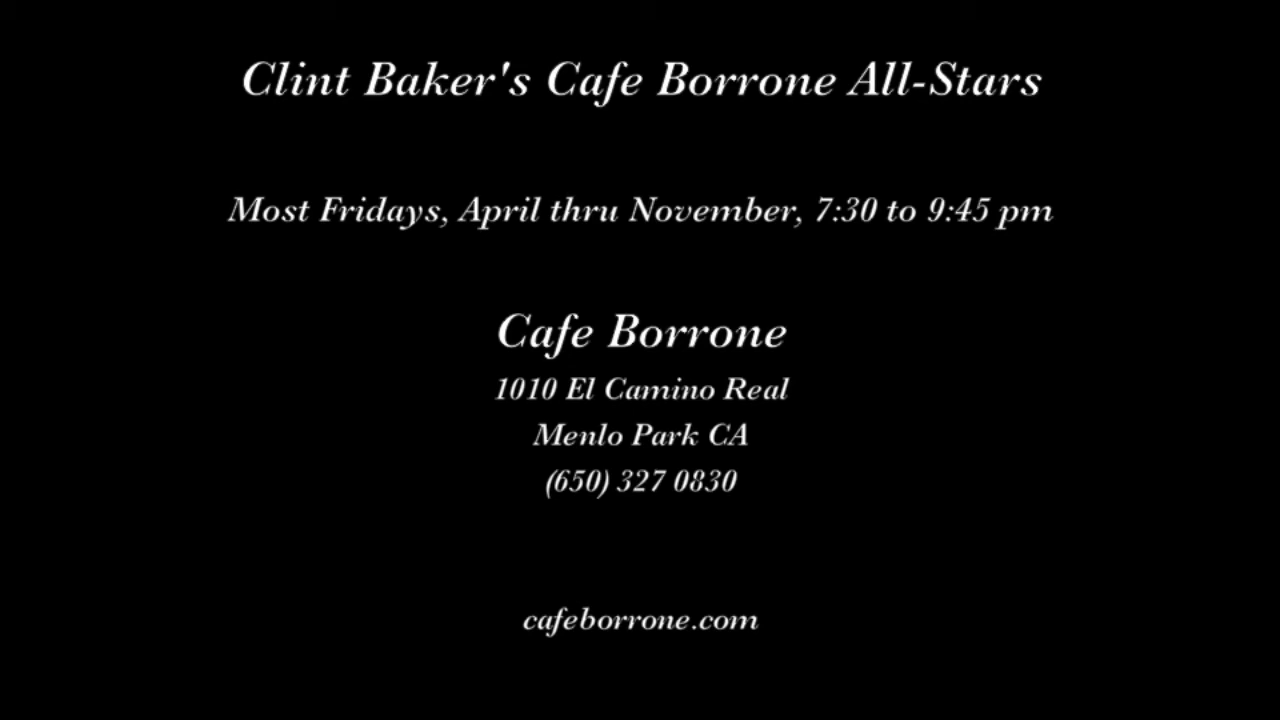 Clint Baker's Cafe Borrone All-Stars
Most Fridays, April thru November, 7:30 to 9:45 pm
Cafe Borrone
1010 El Camino Real
Menlo Park CA
(650) 327 0830
cafeborrone.com